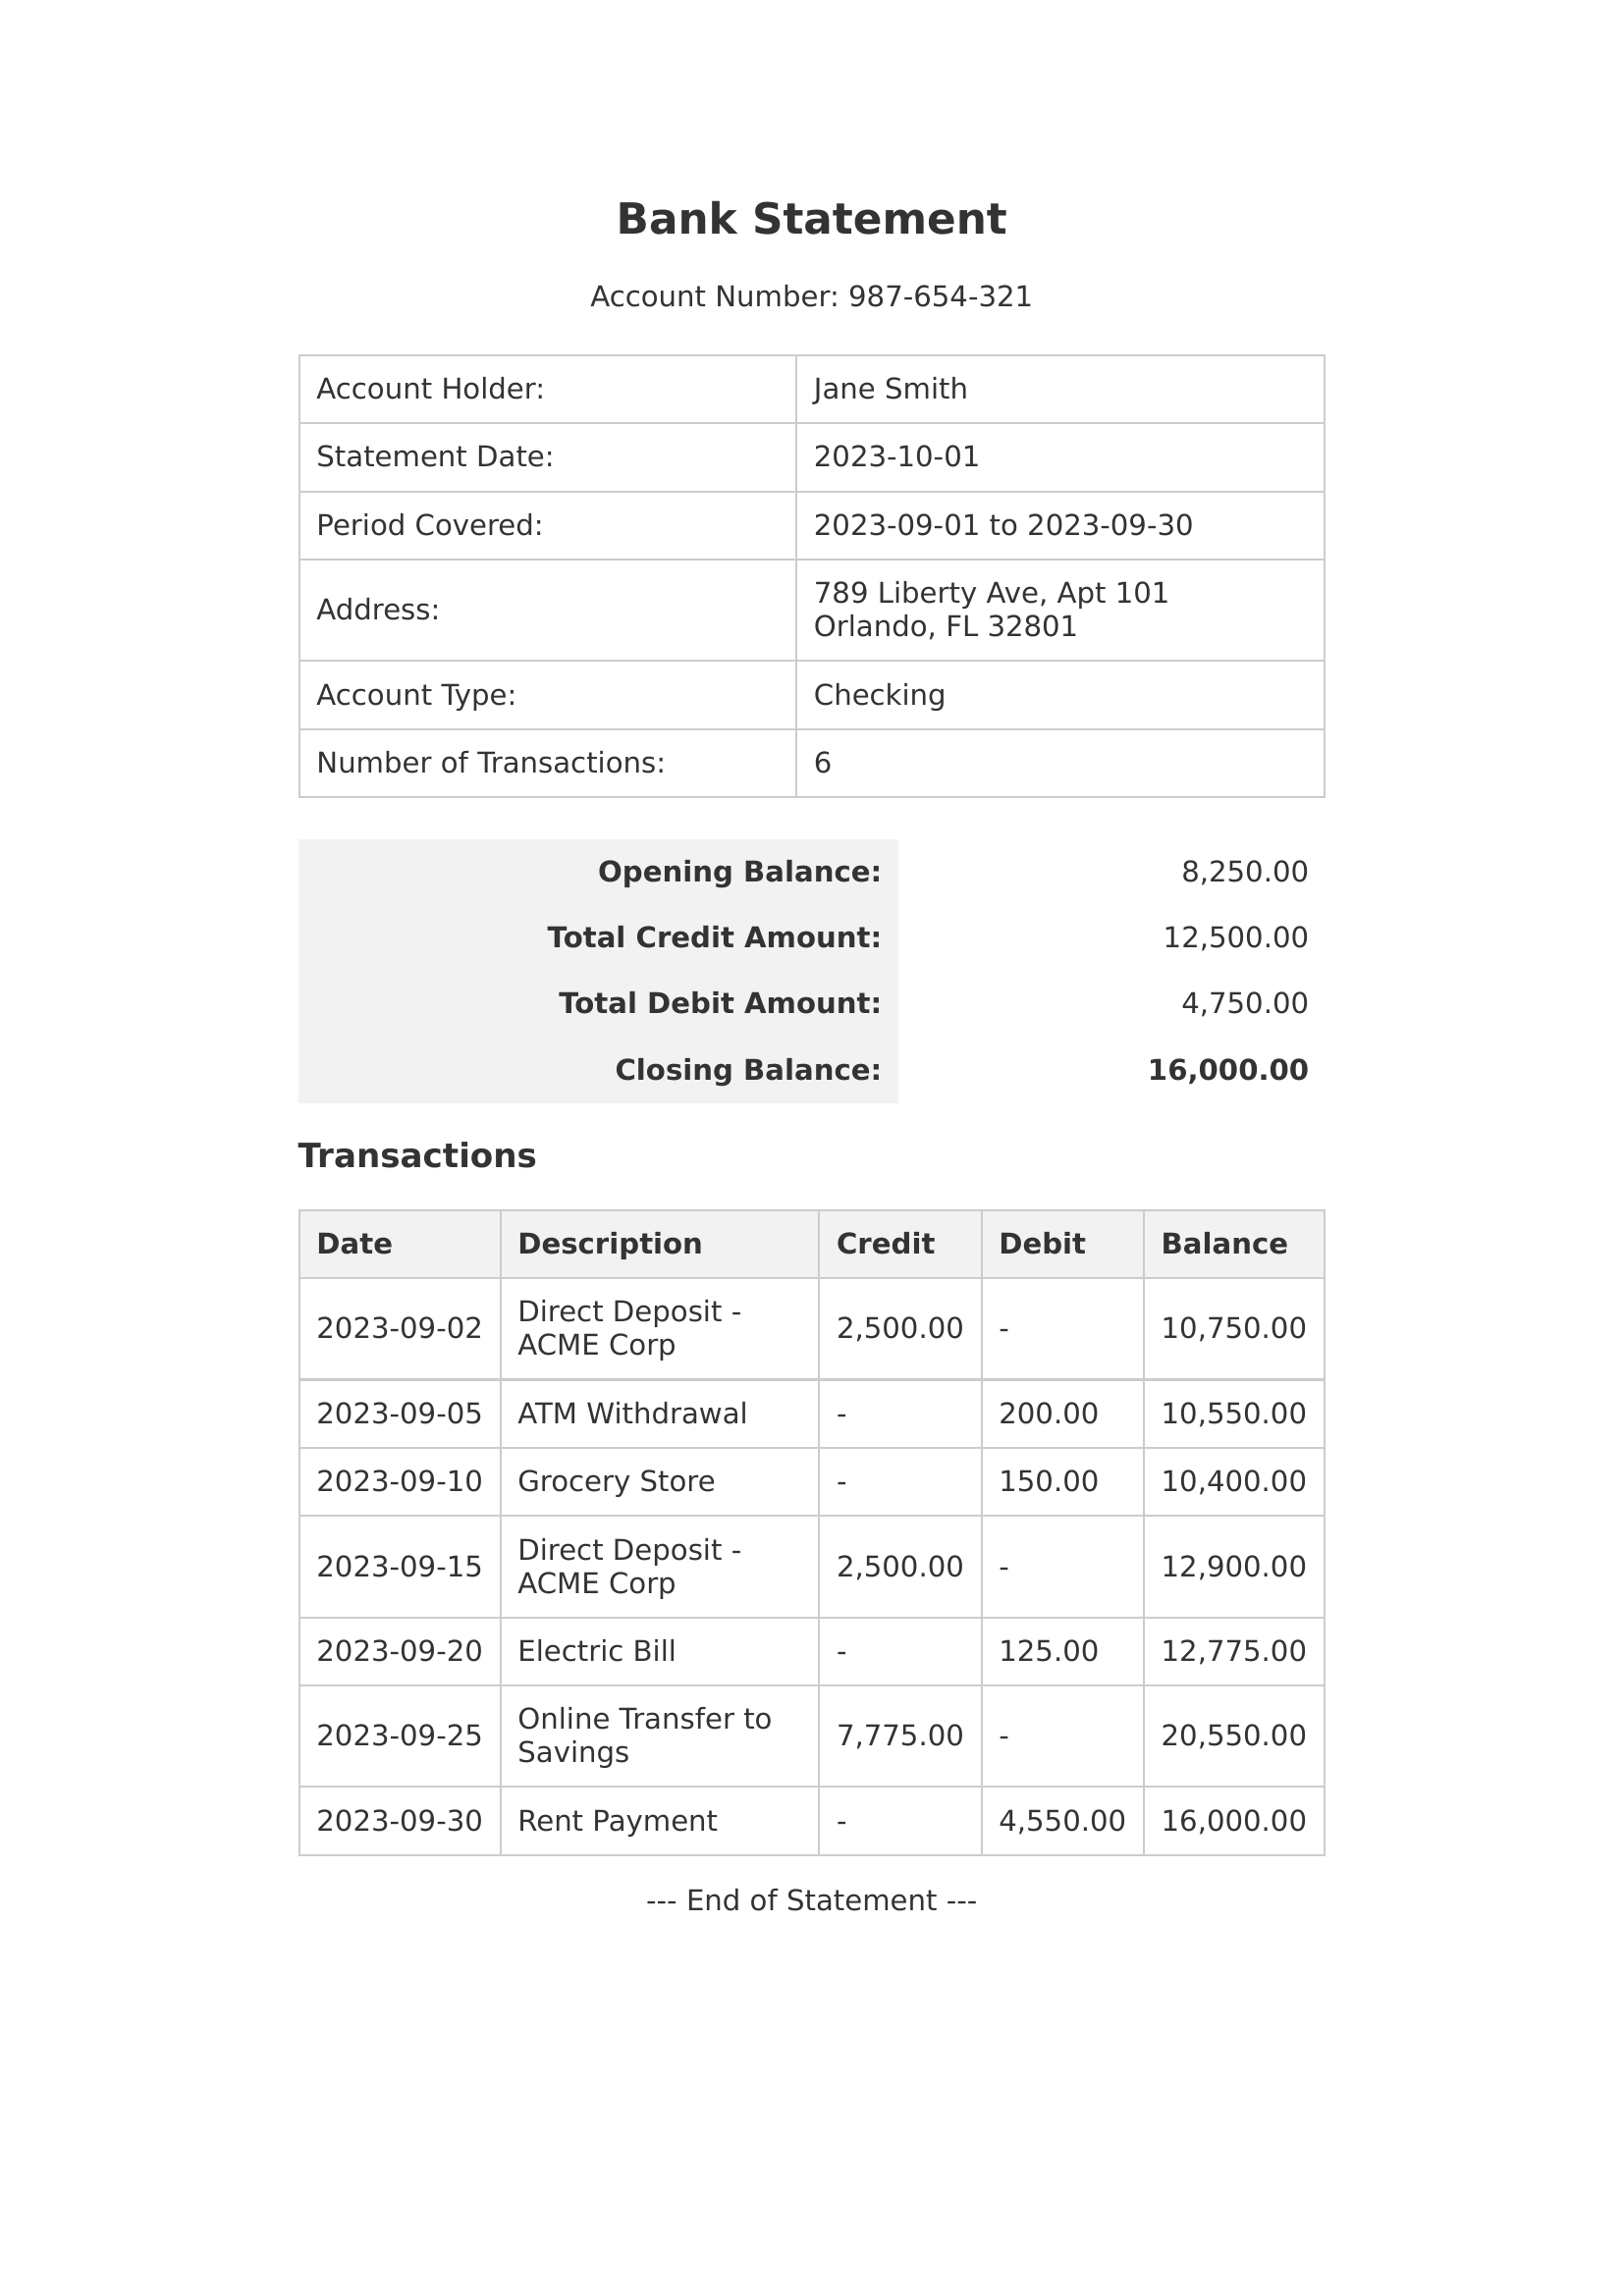 Bank Statement
Account Number: 987-654-321
Account Holder: Jane Smith
Statement Date: 2023-10-01
Period Covered: 2023-09-01 to 2023-09-30
Address: 789 Liberty Ave, Apt 101
Orlando, FL 32801
Account Type: Checking
Number of Transactions: 6
Opening Balance: 8,250.00
Total Credit Amount: 12,500.00
Total Debit Amount: 4,750.00
Closing Balance: 16,000.00
Transactions
Date Description Credit Debit Balance
2023-09-02 Direct Deposit - 2,500.00 - 10,750.00
ACME Corp
2023-09-05 ATM Withdrawal - 200.00 10,550.00
2023-09-10 Grocery Store - 150.00 10,400.00
2023-09-15 Direct Deposit - 2,500.00 - 12,900.00
ACME Corp
2023-09-20 Electric Bill - 125.00 12,775.00
2023-09-25 Online Transfer to 7,775.00 - 20,550.00
Savings
2023-09-30 Rent Payment - 4,550.00 16,000.00
--- End of Statement ---